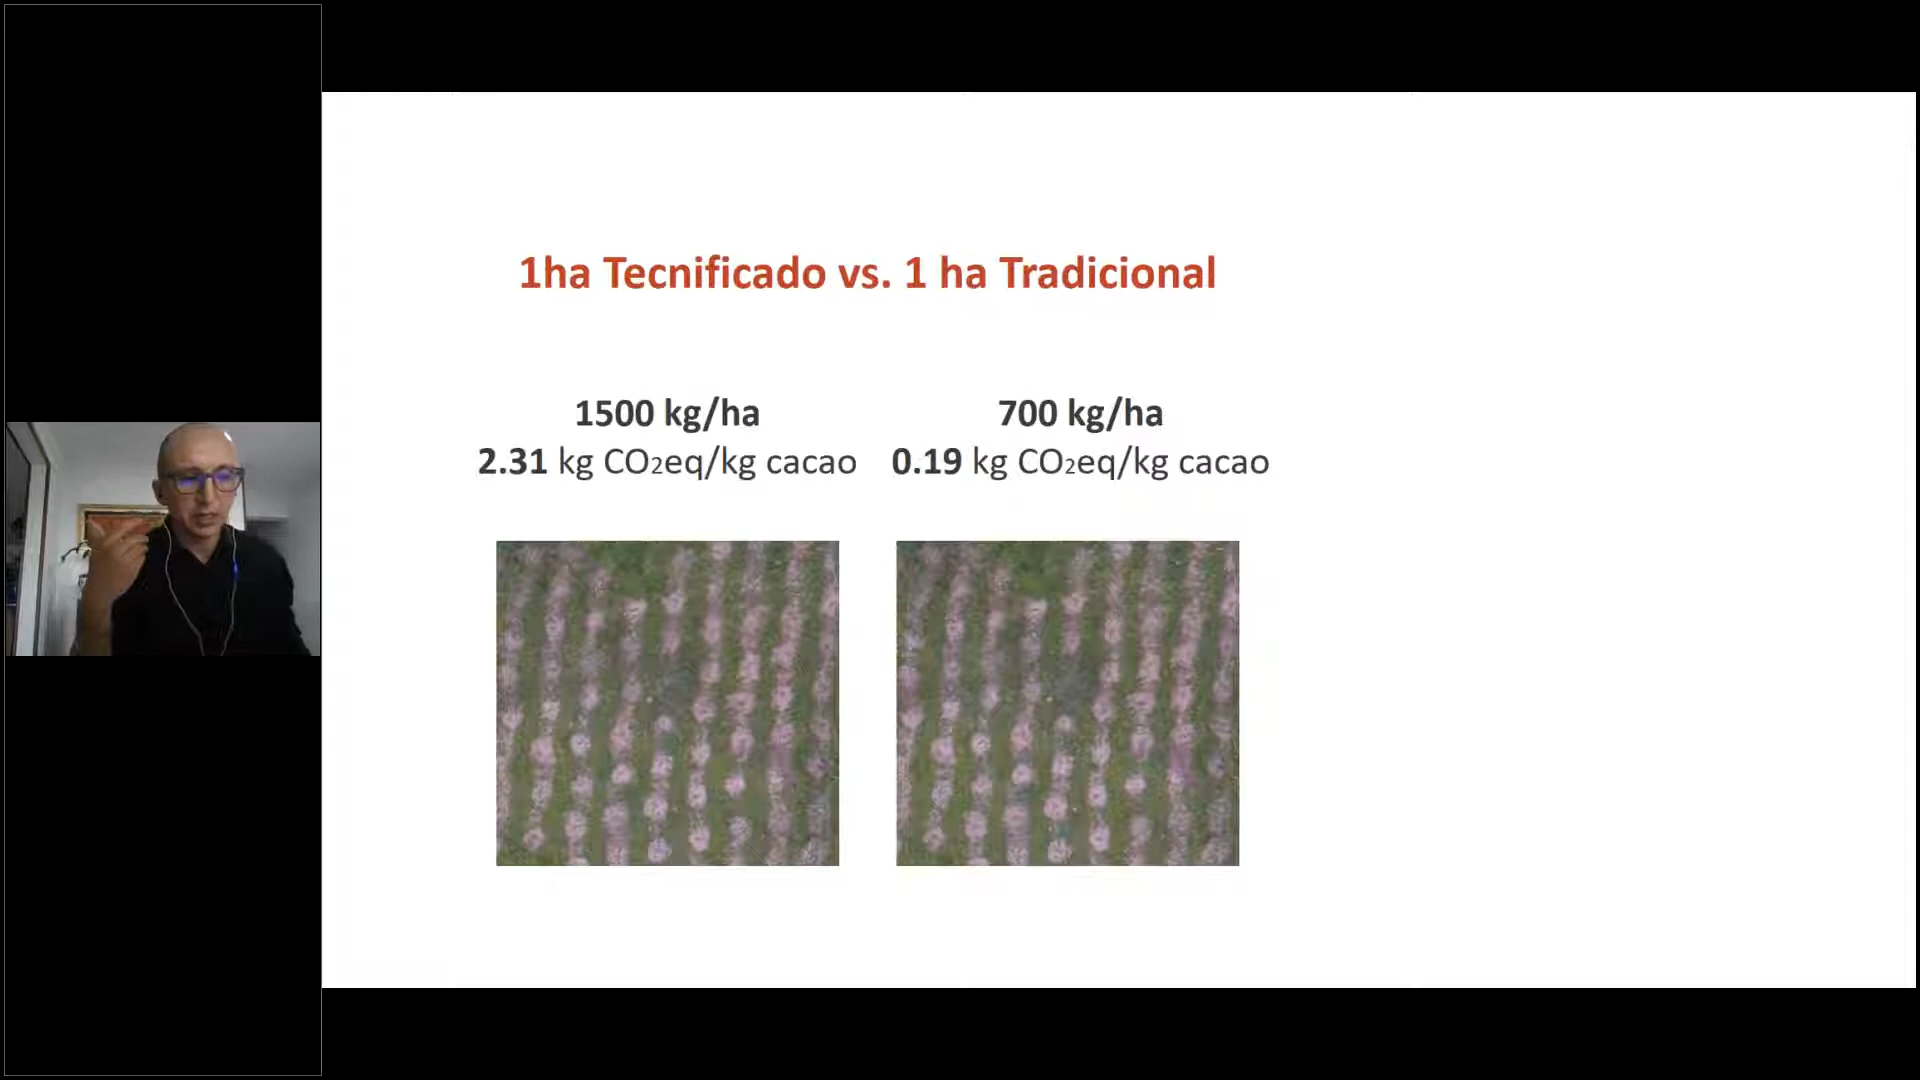 1ha Tecnificado vs. 1 ha Tradicional
1500 kg/ha
2.31 kg CO₂eq/kg cacao
700 kg/ha
0.19 kg CO₂eq/kg cacao